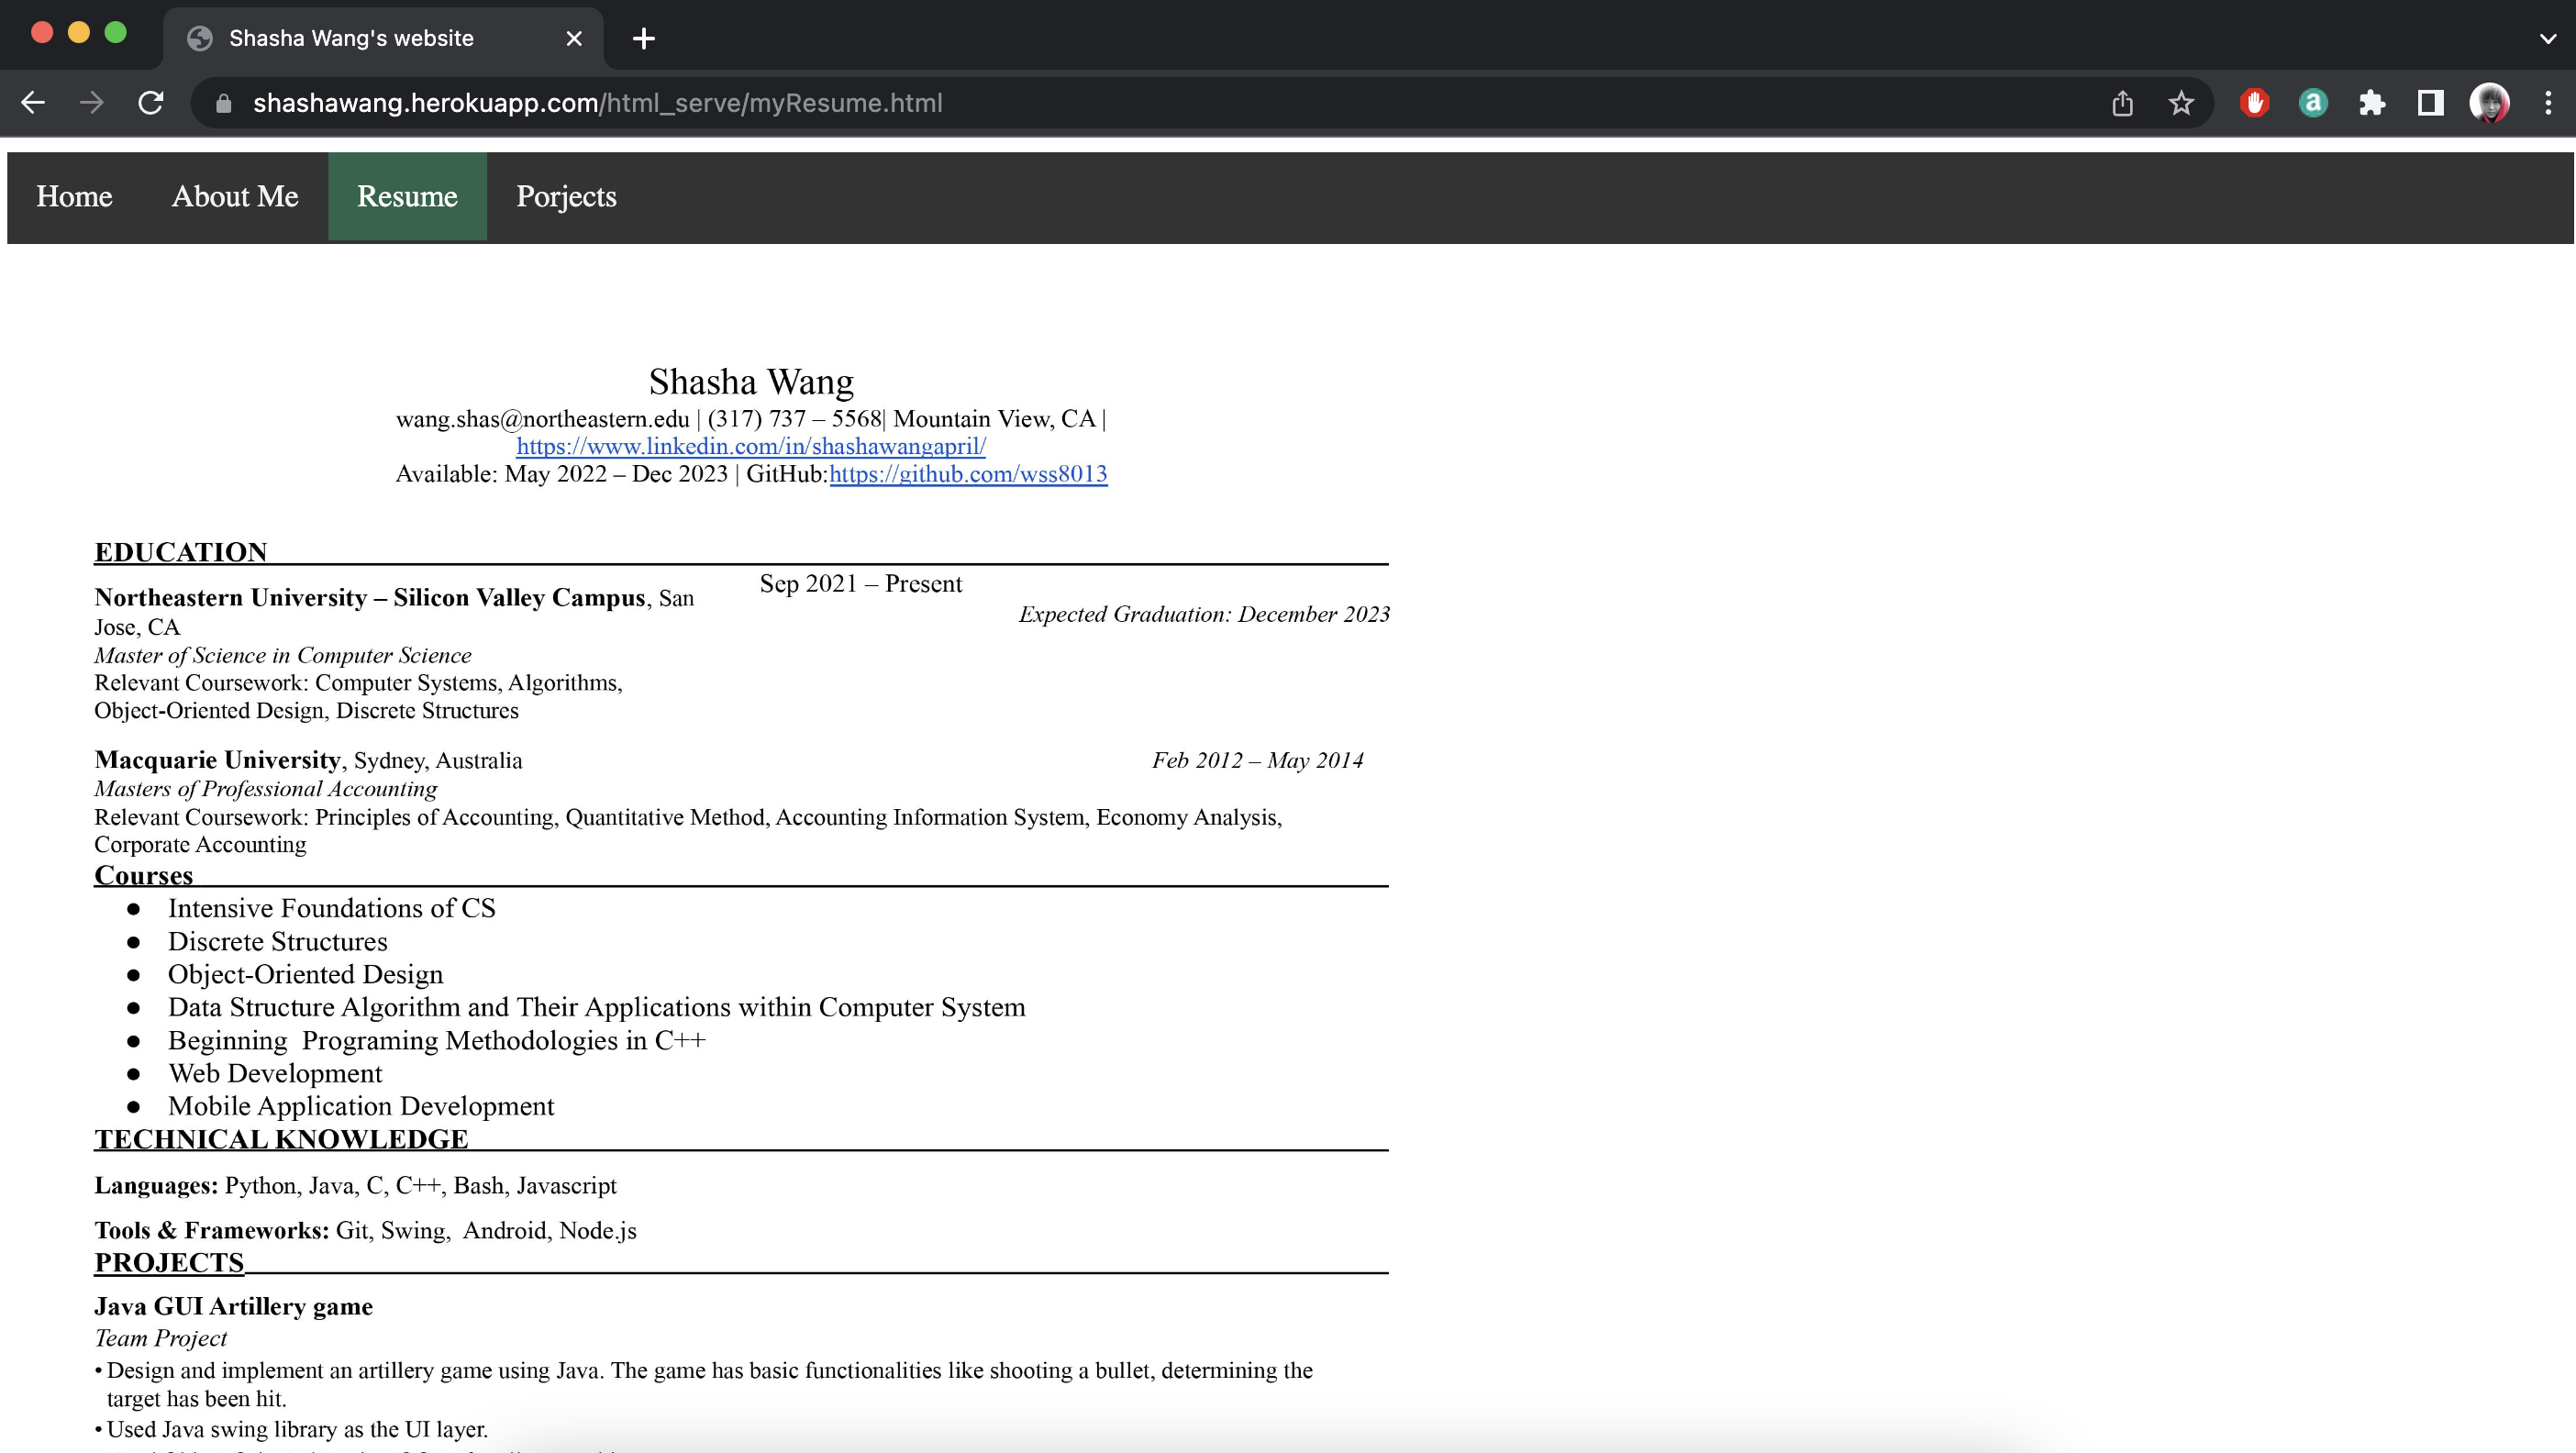 Shasha Wang's website
shashawang.herokuapp.com/html_serve/myResume.html
Home About Me Resume Porjects
Shasha Wang
wang.shas@northeastern.edu | (317) 737 – 5568| Mountain View, CA |
https://www.linkedin.com/in/shashawangapril/
Available: May 2022 – Dec 2023 | GitHub:https://github.com/wss8013
EDUCATION
Sep 2021 – Present
Northeastern University – Silicon Valley Campus, San
Expected Graduation: December 2023
Jose, CA
Master of Science in Computer Science
Relevant Coursework: Computer Systems, Algorithms,
Object-Oriented Design, Discrete Structures
Macquarie University, Sydney, Australia Feb 2012 – May 2014
Masters of Professional Accounting
Relevant Coursework: Principles of Accounting, Quantitative Method, Accounting Information System, Economy Analysis,
Corporate Accounting
Courses
● Intensive Foundations of CS
● Discrete Structures
● Object-Oriented Design
● Data Structure Algorithm and Their Applications within Computer System
● Beginning  Programing Methodologies in C++
● Web Development
● Mobile Application Development
TECHNICAL KNOWLEDGE
Languages: Python, Java, C, C++, Bash, Javascript
Tools & Frameworks: Git, Swing,  Android, Node.js
PROJECTS
Java GUI Artillery game
Team Project
• Design and implement an artillery game using Java. The game has basic functionalities like shooting a bullet, determining the
target has been hit.
• Used Java swing library as the UI layer.